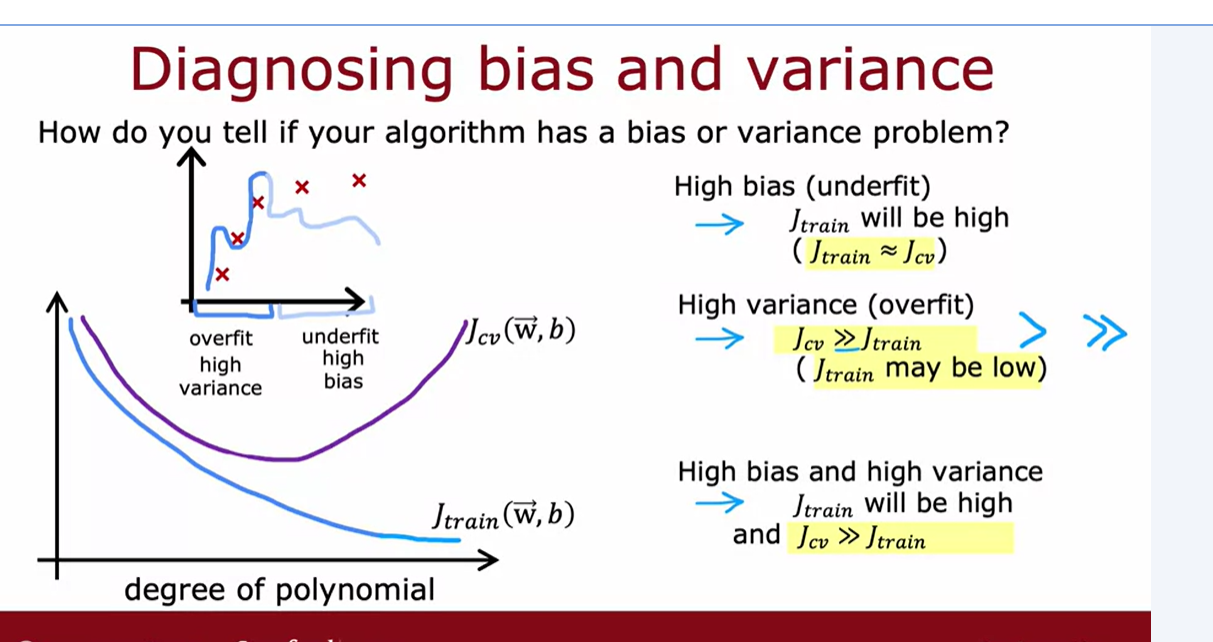 Diagnosing bias and variance
How do you tell if your algorithm has a bias or variance problem?
overfit
high
variance
underfit
high
bias
J_cv(w⃗, b)
J_train(w⃗, b)
degree of polynomial
High bias (underfit)
→ J_train will be high
( J_train ≈ J_cv)
High variance (overfit)
→ J_cv ≫ J_train > ≫
( J_train may be low)
High bias and high variance
→ J_train will be high
and J_cv ≫ J_train